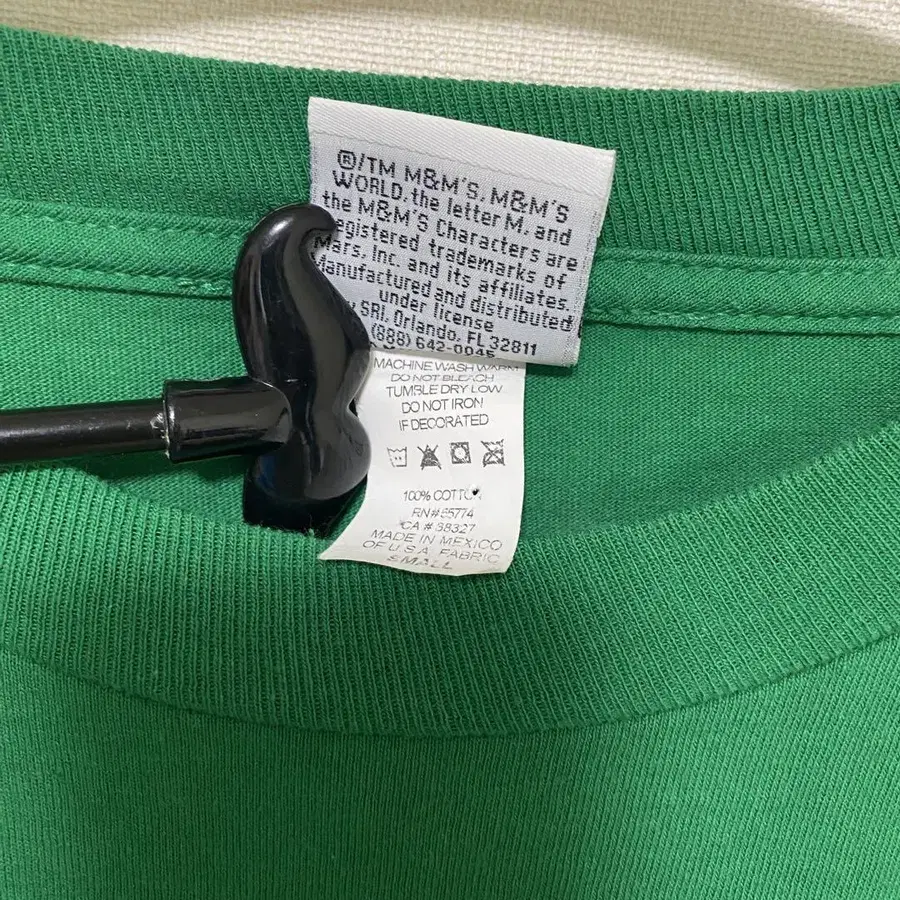 ®/TM M&M'S, M&M'S
WORLD, the letter M, and
the M&M'S Characters are
egistered trademarks of
Mars, Inc. and its affiliates.
Manufactured and distributed
under license
SRI, Orlando, FL 32811
(888) 642-0045
MACHINE WASH WARM
DO NOT BLEACH
TUMBLE DRY LOW
DO NOT IRON
IF DECORATED
100% COTTON
RN#65774
CA # 38327
MADE IN MEXICO
OF U.S.A. FABRIC
SMALL